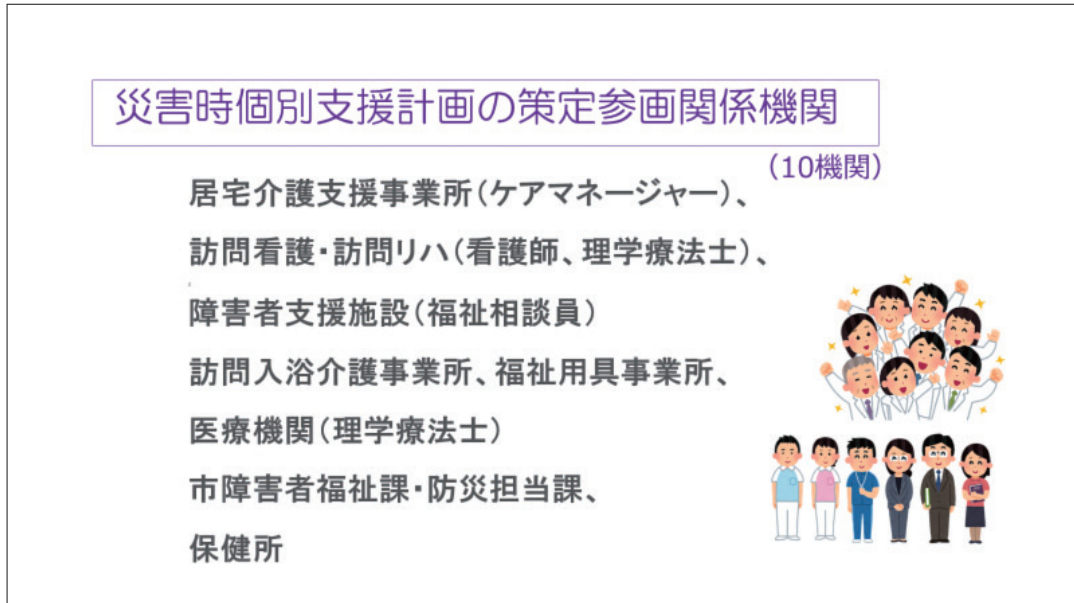 災害時個別支援計画の策定参画関係機関
（10機関）
居宅介護支援事業所（ケアマネージャー）、
訪問看護・訪問リハ（看護師、理学療法士）、
障害者支援施設（福祉相談員）
訪問入浴介護事業所、福祉用具事業所、
医療機関（理学療法士）
市障害者福祉課・防災担当課、
保健所